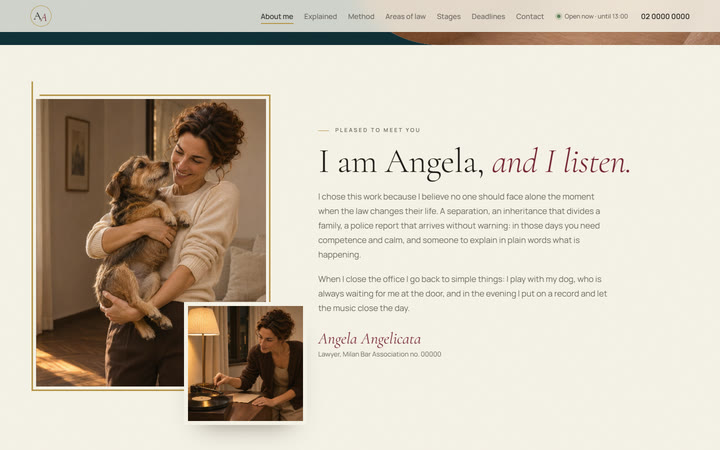 AA
About me Explained Method Areas of law Stages Deadlines Contact Open now · until 13:00 02 0000 0000
PLEASED TO MEET YOU
I am Angela, and I listen.
I chose this work because I believe no one should face alone the moment
when the law changes their life. A separation, an inheritance that divides a
family, a police report that arrives without warning: in those days you need
competence and calm, and someone to explain in plain words what is
happening.
When I close the office I go back to simple things: I play with my dog, who is
always waiting for me at the door, and in the evening I put on a record and let
the music close the day.
Angela Angelicata
Lawyer, Milan Bar Association no. 00000